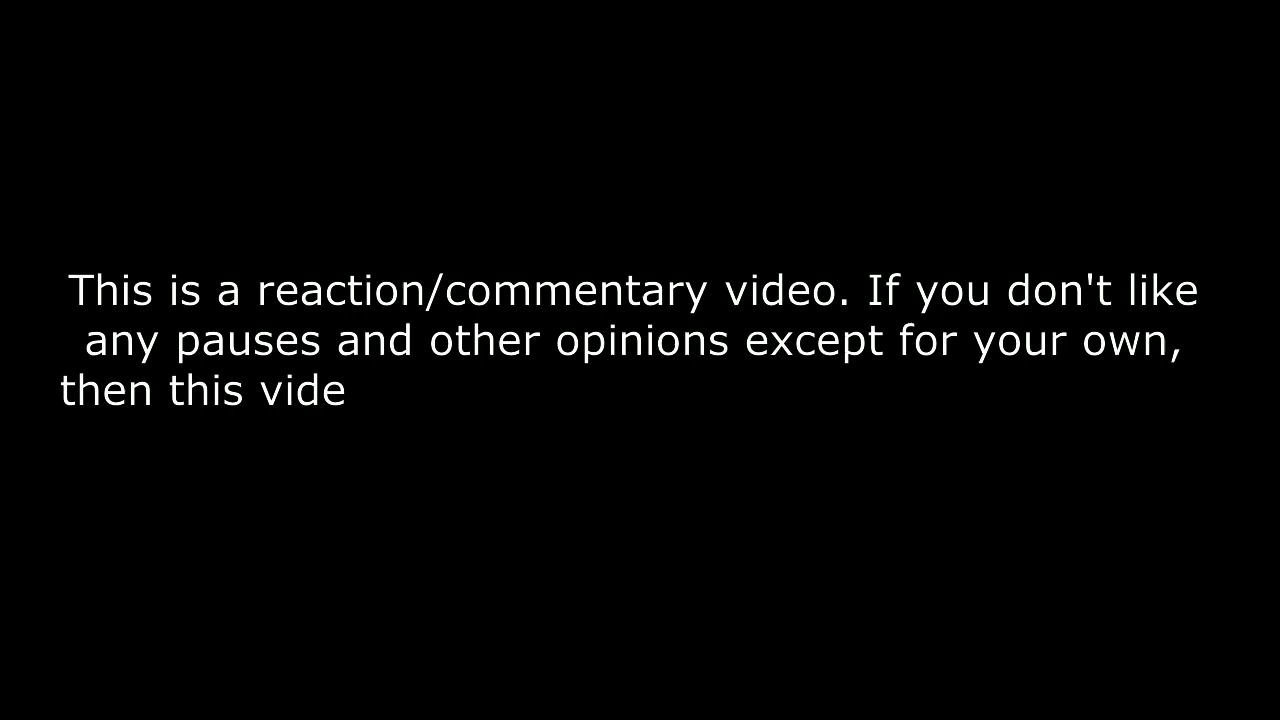 This is a reaction/commentary video. If you don't like
any pauses and other opinions except for your own,
then this vide